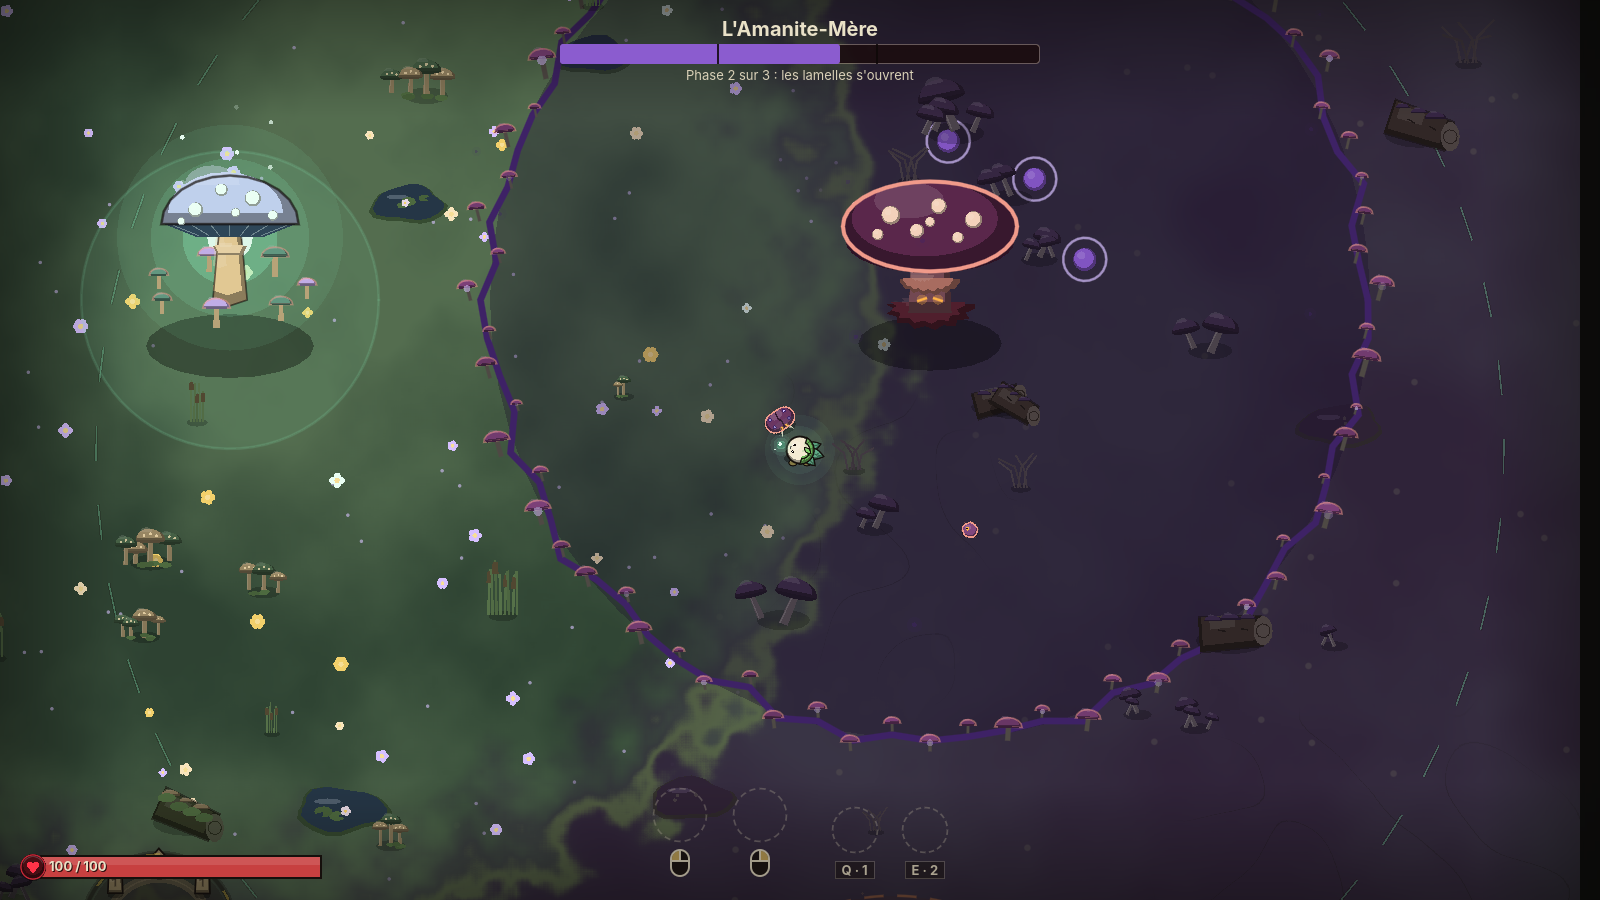 L'Amanite-Mère
Phase 2 sur 3 : les lamelles s'ouvrent
100 / 100
Q · 1
E · 2